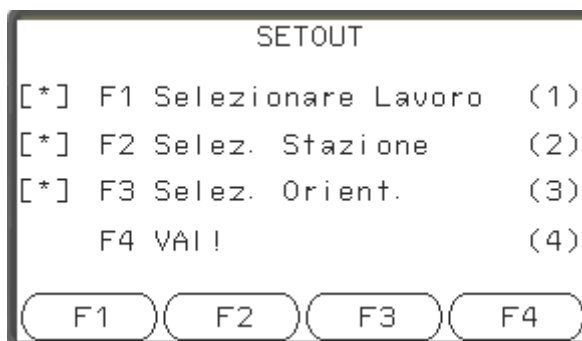 SETOUT
[*] F1 Selezionare Lavoro (1)
[*] F2 Selez. Stazione (2)
[*] F3 Selez. Orient. (3)
F4 VAI! (4)
F1 F2 F3 F4